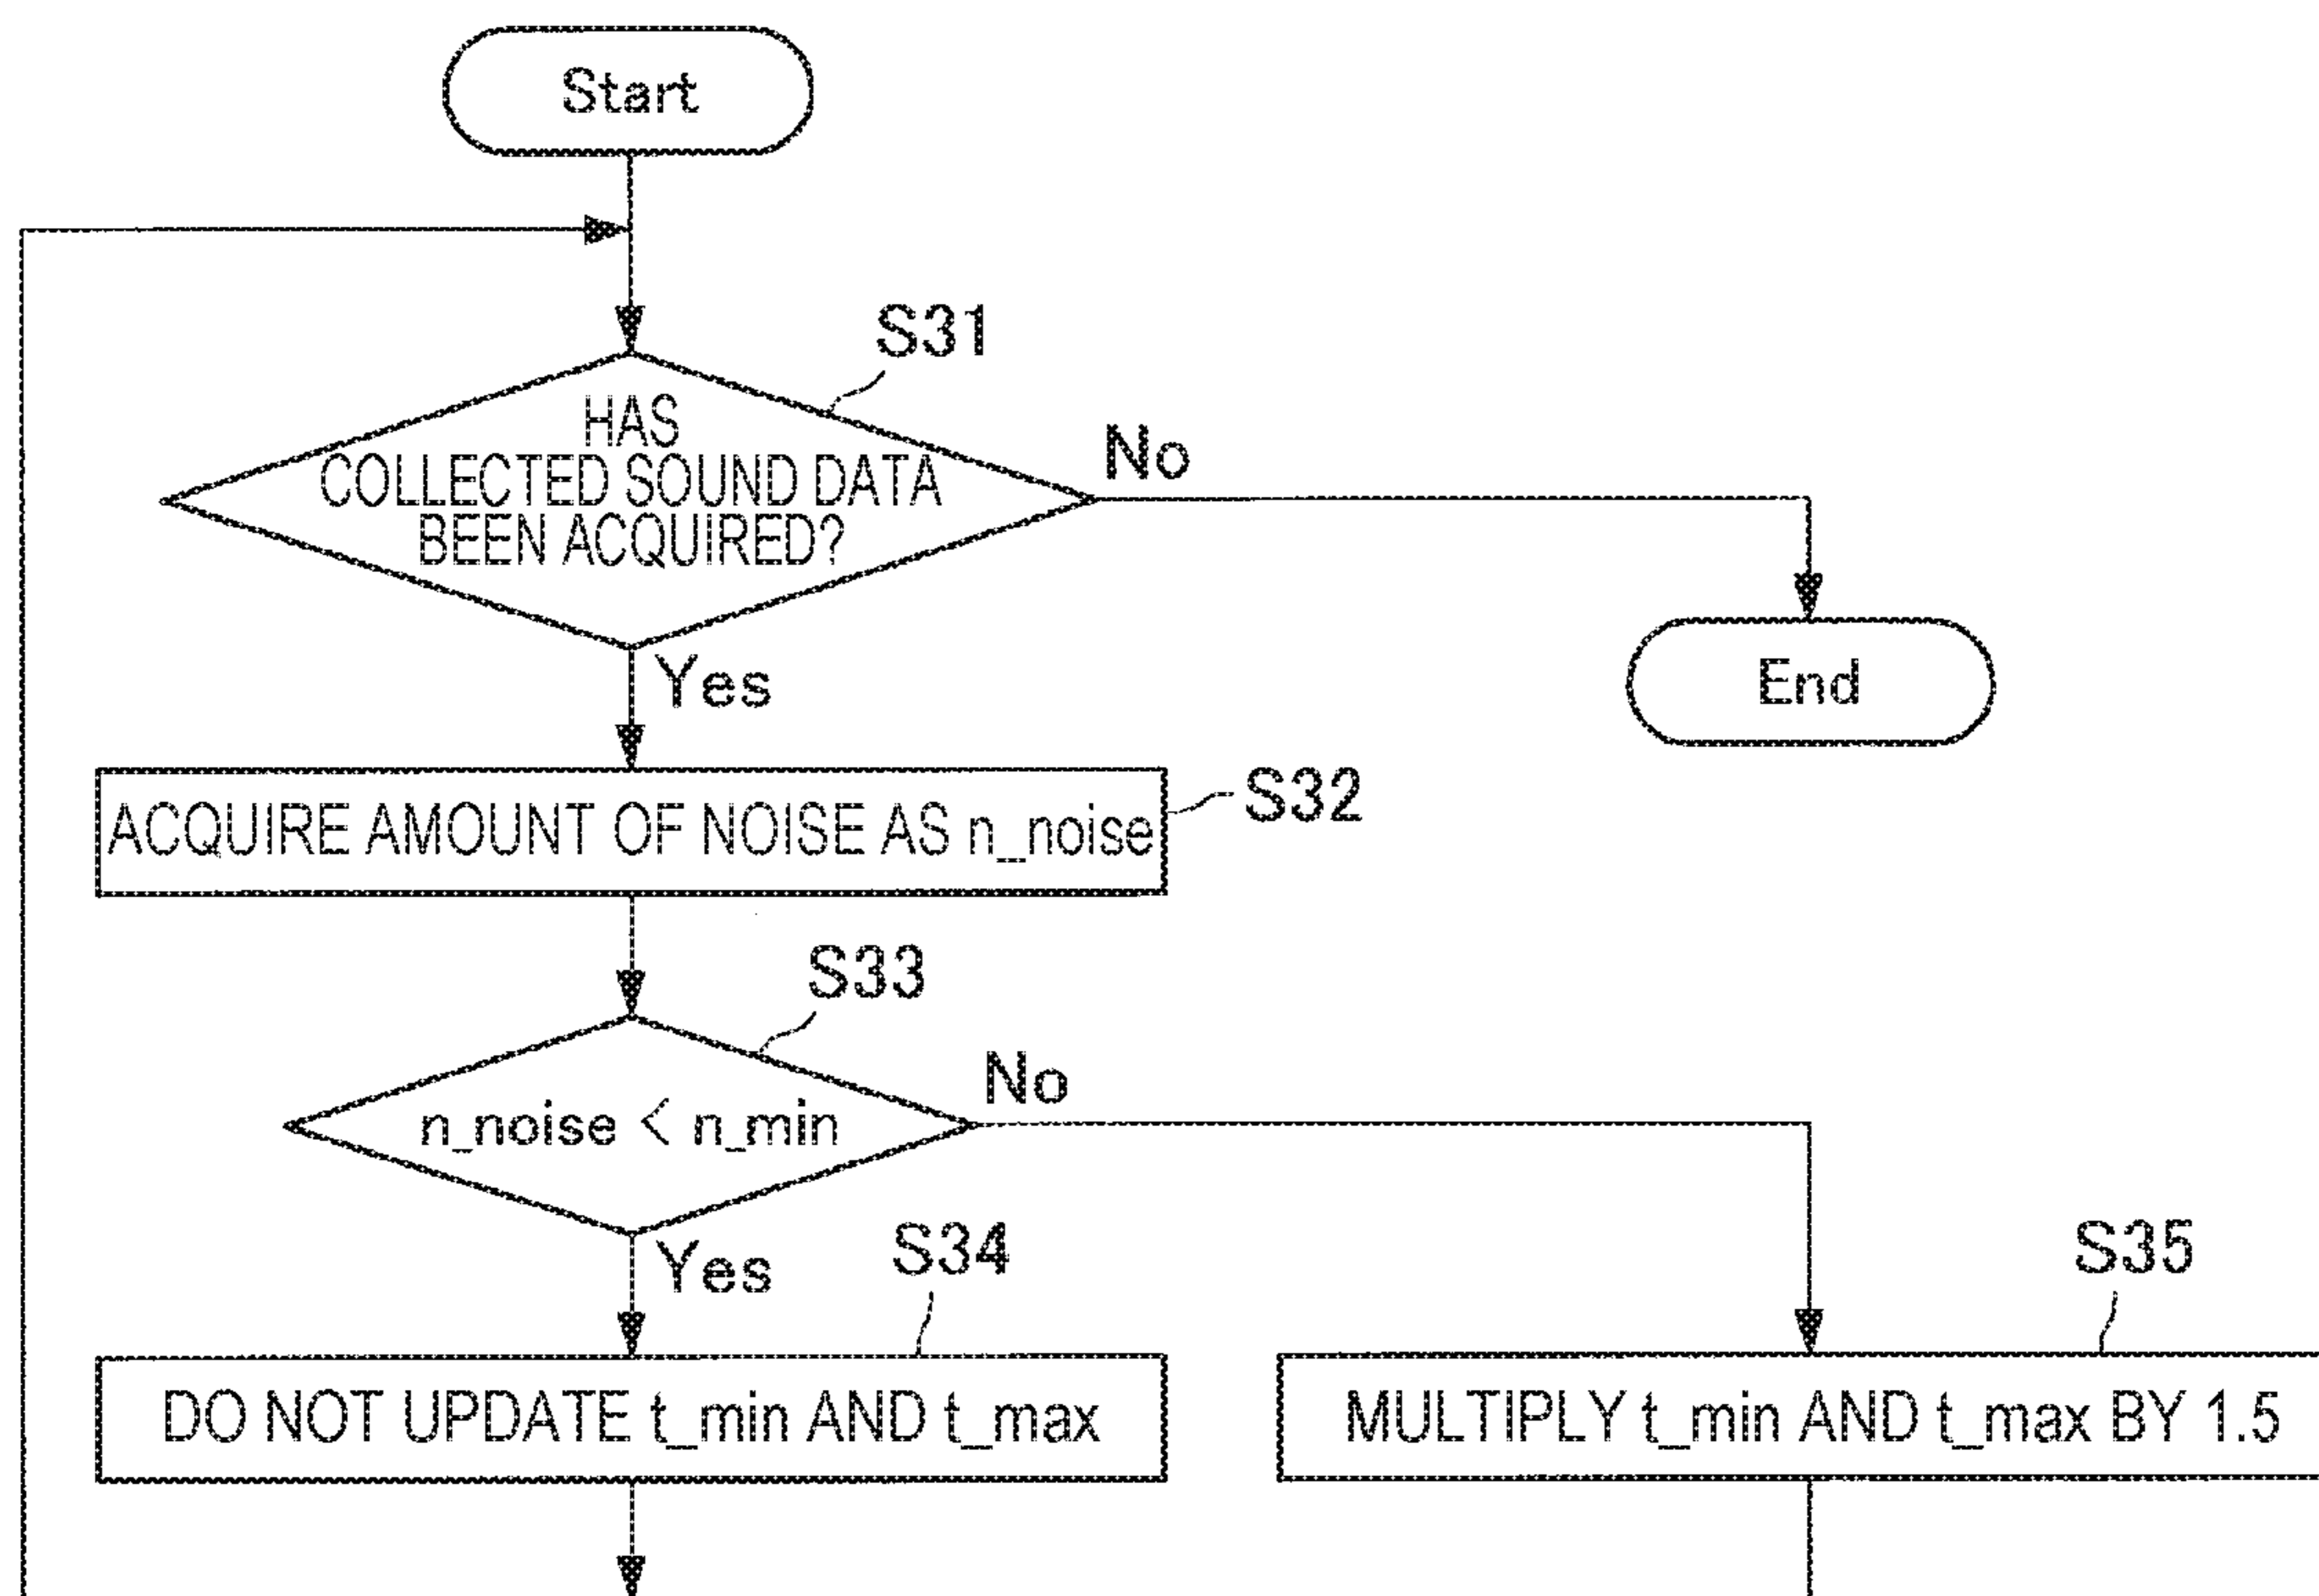 Start
S31
HAS
COLLECTED SOUND DATA
BEEN ACQUIRED?
No
Yes
End
ACQUIRE AMOUNT OF NOISE AS n_noise
S32
S33
n_noise < n_min
No
Yes
S34
S35
DO NOT UPDATE t_min AND t_max
MULTIPLY t_min AND t_max BY 1.5